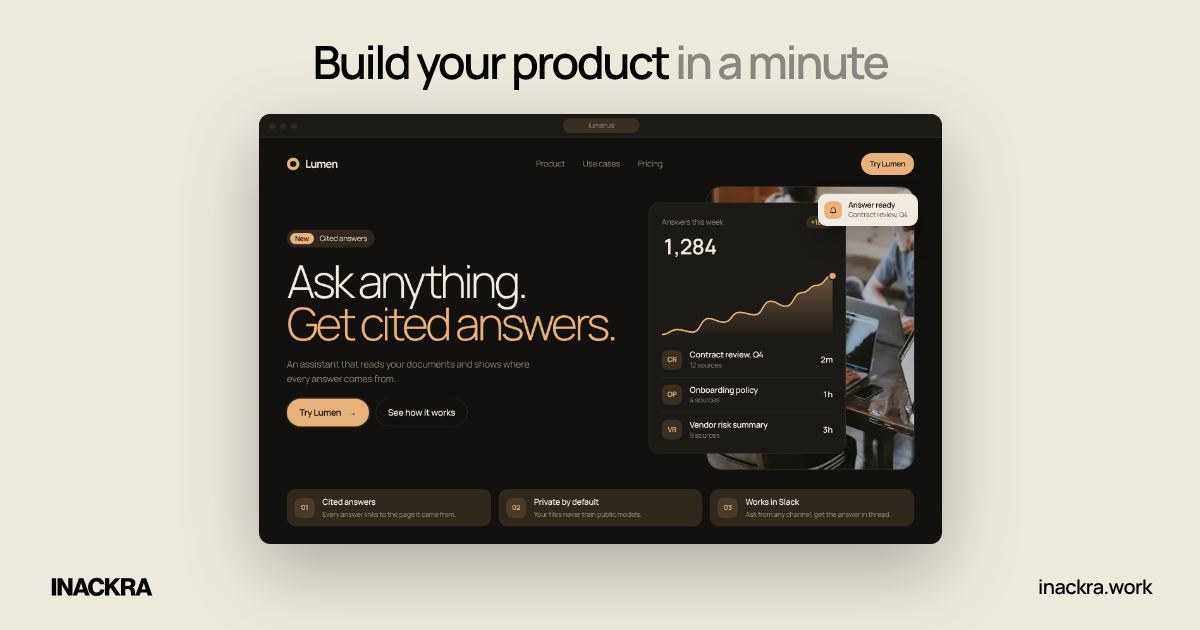 Build your product in a minute
lumen.ai
Lumen
Product
Use cases
Pricing
Try Lumen
New
Cited answers
Ask anything.
Get cited answers.
An assistant that reads your documents and shows where
every answer comes from.
Try Lumen →
See how it works
Answers this week
1,284
Answer ready
Contract review, Q4
CR
Contract review, Q4
12 sources
2m
OP
Onboarding policy
4 sources
1h
VR
Vendor risk summary
9 sources
3h
01
Cited answers
Every answer links to the page it came from.
02
Private by default
Your files never train public models.
03
Works in Slack
Ask from any channel, get the answer in thread.
INACKRA
inackra.work